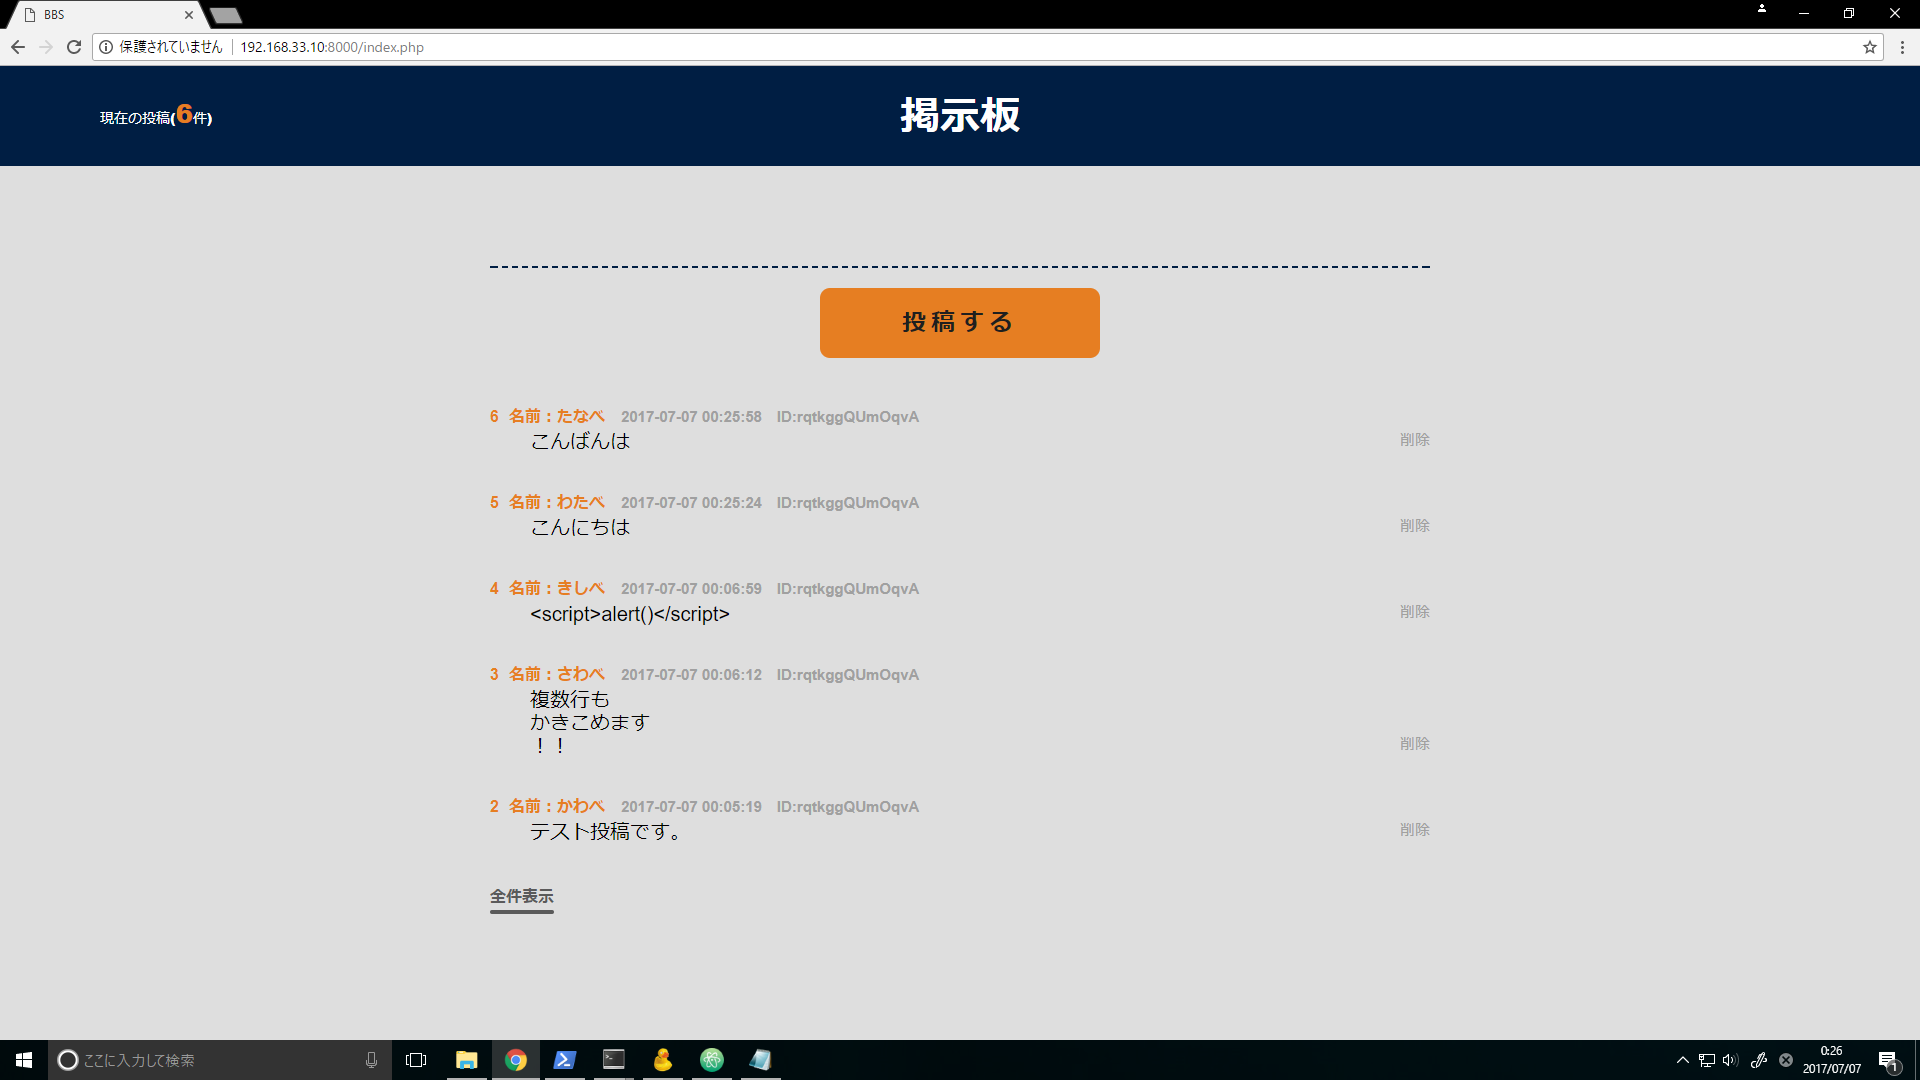 BBS
保護されていません 192.168.33.10:8000/index.php
現在の投稿(6件)
掲示板
投稿する
6 名前：たなべ 2017-07-07 00:25:58 ID:rqtkggQUmOqvA
こんばんは
削除
5 名前：わたべ 2017-07-07 00:25:24 ID:rqtkggQUmOqvA
こんにちは
削除
4 名前：きしべ 2017-07-07 00:06:59 ID:rqtkggQUmOqvA
<script>alert()</script>
削除
3 名前：さわべ 2017-07-07 00:06:12 ID:rqtkggQUmOqvA
複数行も
かきこめます
！！
削除
2 名前：かわべ 2017-07-07 00:05:19 ID:rqtkggQUmOqvA
テスト投稿です。
削除
全件表示
ここに入力して検索
0:26
2017/07/07
1